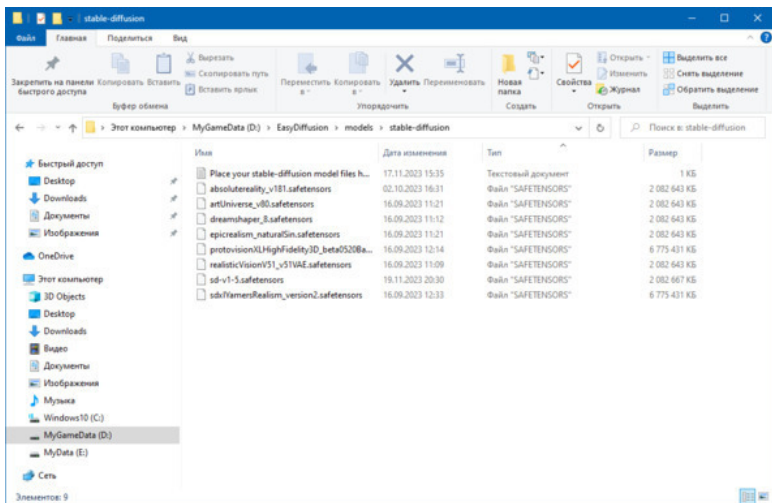 stable-diffusion
Файл Главная Поделиться Вид
Закрепить на панели быстрого доступа
Копировать
Вставить
Вырезать
Скопировать путь
Вставить ярлык
Буфер обмена
Переместить в
Копировать в
Удалить
Переименовать
Упорядочить
Новая папка
Создать
Свойства
Открыть
Изменить
Журнал
Открыть
Выделить все
Снять выделение
Обратить выделение
Выделить
Этот компьютер > MyGameData (D:) > EasyDiffusion > models > stable-diffusion
Поиск в: stable-diffusion
Быстрый доступ
Desktop
Downloads
Документы
Изображения
OneDrive
Этот компьютер
3D Objects
Desktop
Downloads
Видео
Документы
Изображения
Музыка
Windows10 (C:)
MyGameData (D:)
MyData (E:)
Сеть
Имя Дата изменения Тип Размер
Place your stable-diffusion model files h... 17.11.2023 15:35 Текстовый документ 1 КБ
absolutereality_v181.safetensors 02.10.2023 16:31 Файл "SAFETENSORS" 2 082 643 КБ
artUniverse_v80.safetensors 16.09.2023 11:21 Файл "SAFETENSORS" 2 082 643 КБ
dreamshaper_8.safetensors 16.09.2023 11:12 Файл "SAFETENSORS" 2 082 643 КБ
epicrealism_naturalSin.safetensors 16.09.2023 11:21 Файл "SAFETENSORS" 2 082 643 КБ
protovisionXLHighFidelity3D_beta0520Ba... 16.09.2023 12:14 Файл "SAFETENSORS" 6 775 431 КБ
realisticVisionV51_v51VAE.safetensors 16.09.2023 11:09 Файл "SAFETENSORS" 2 082 643 КБ
sd-v1-5.safetensors 19.11.2023 20:30 Файл "SAFETENSORS" 2 082 667 КБ
sdxlYamersRealism_version2.safetensors 16.09.2023 12:33 Файл "SAFETENSORS" 6 775 431 КБ
Элементов: 9